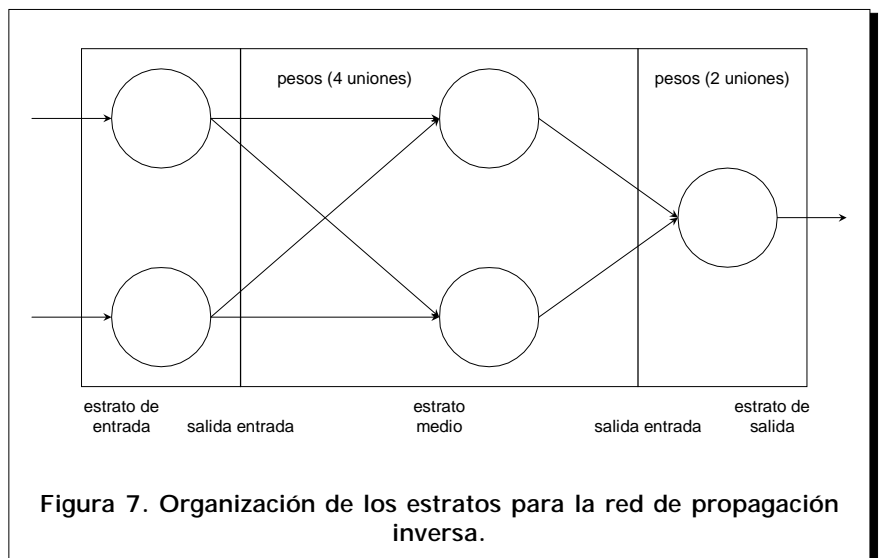 pesos (4 uniones)
pesos (2 uniones)
estrato de
entrada
salida entrada
estrato
medio
salida entrada
estrato de
salida
Figura 7. Organización de los estratos para la red de propagación
inversa.